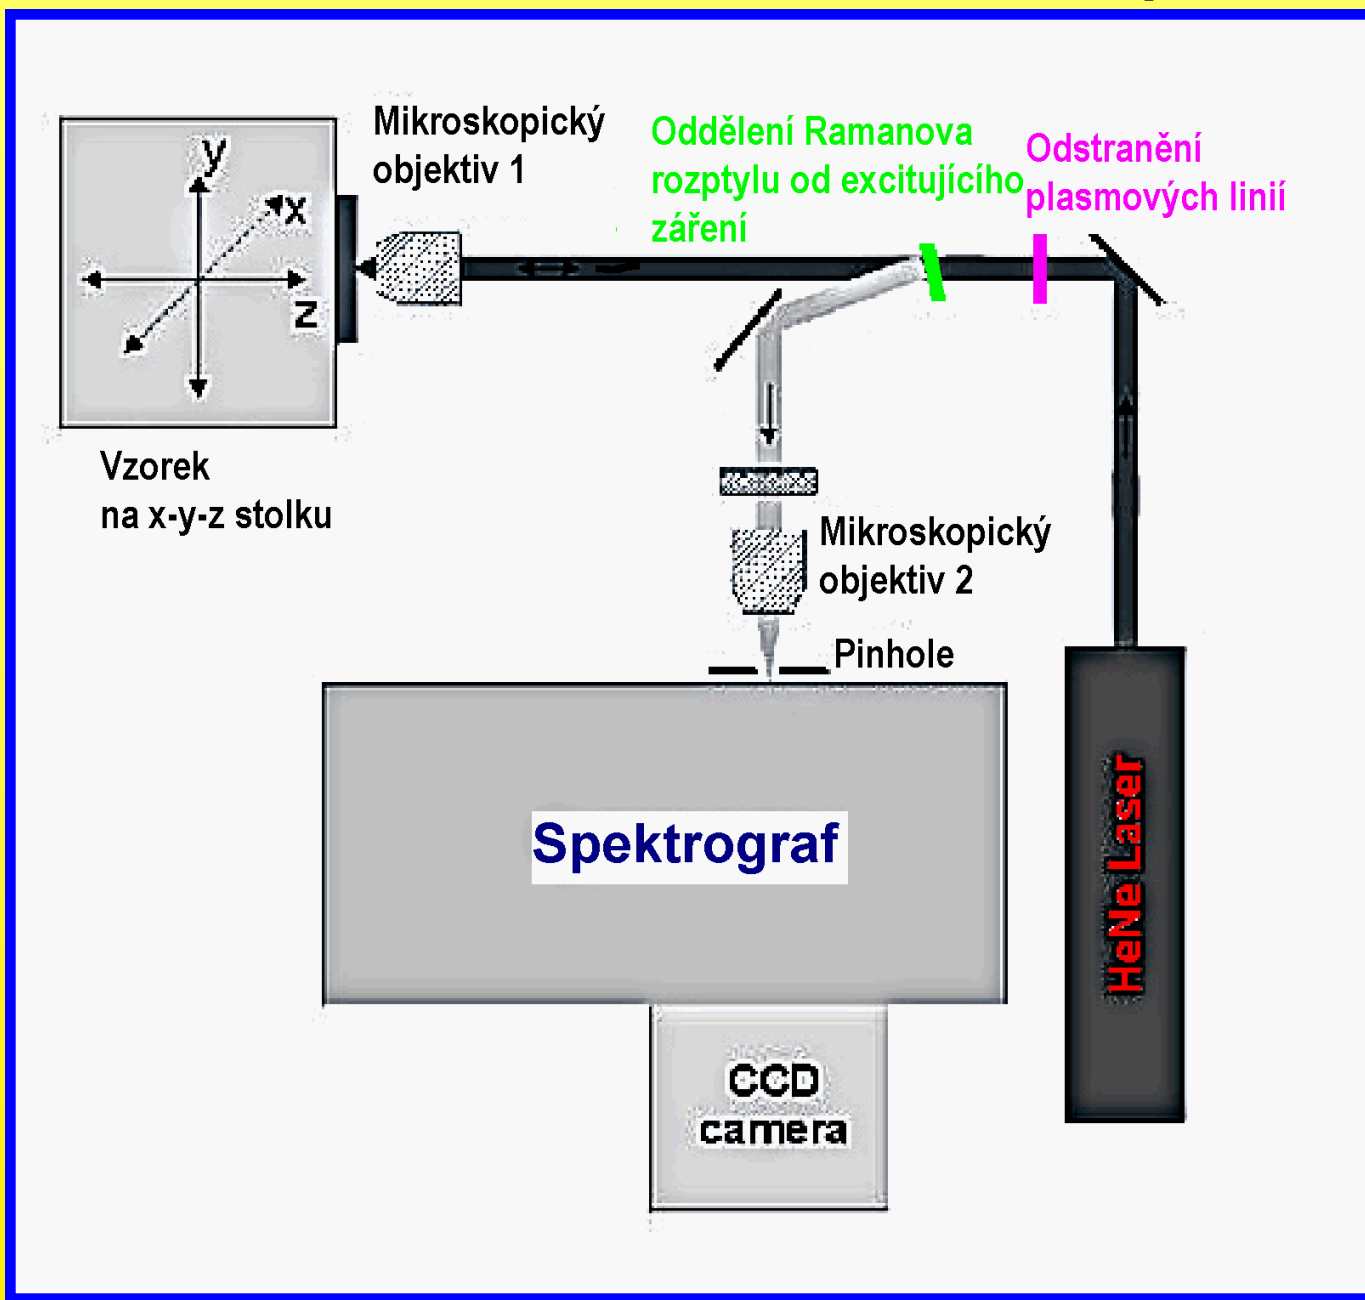 Mikroskopický
objektiv 1
Oddělení Ramanova
rozptylu od excitujícího
záření
Odstranění
plasmových linií
y
x
z
Vzorek
na x-y-z stolku
Mikroskopický
objektiv 2
Pinhole
Spektrograf
HeNe Laser
CCD
camera